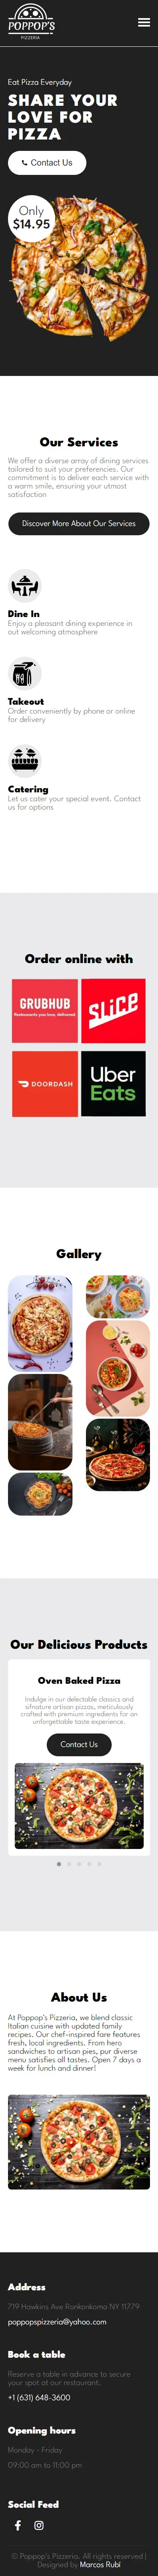 POPPOP'S
PIZZERIA
Eat Pizza Everyday
SHARE YOUR
LOVE FOR
PIZZA
Contact Us
Only
$14.95
Our Services
We offer a diverse array of dining services
tailored to suit your preferences. Our
commitment is to deliver each service with
a warm smile, ensuring your utmost
satisfaction
Discover More About Our Services
Dine In
Enjoy a pleasant dining experience in
out welcoming atmosphere
Takeout
Order conveniently by phone or online
for delivery
Catering
Let us cater your special event. Contact
us for options
Order online with
GRUBHUB
Restaurants you love, delivered.
SLiCE
DOORDASH
Uber
Eats
Gallery
Our Delicious Products
Oven Baked Pizza
Indulge in our delectable classics and
sifnature artisan pizzas, meticulously
crafted with premium ingredients for an
unforgettable taste experience.
Contact Us
About Us
At Poppop's Pizzeria, we blend classic
Italian cuisine with updated family
recipes. Our chef-inspired fare features
fresh, local ingredients. From hero
sandwiches to artisan pies, pur diverse
menu satisfies all tastes. Open 7 days a
week for lunch and dinner!
Address
719 Hawkins Ave Ronkonkoma NY 11779
poppopspizzeria@yahoo.com
Book a table
Reserve a table in advance to secure
your spot at our restaurant.
+1 (631) 648-3600
Opening hours
Monday - Friday
09:00 am to 11:00 pm
Social Feed
© Poppop's Pizzeria. All rights reserved |
Designed by Marcos Rubí